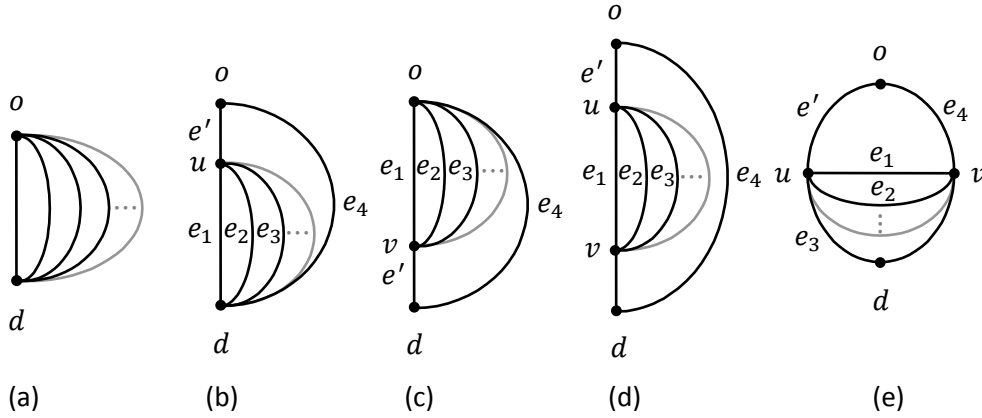 o
e′
u
e₁ e₂ e₃ ... e₄
v
d
o
d
...
(a)
o
e′
u
e₁ e₂ e₃ ... e₄
d
(b)
o
e₁ e₂ e₃ ... e₄
v
e′
d
(c)
(d)
o
e′ e₄
e₁
u v
e₂
⋮
e₃
d
(e)